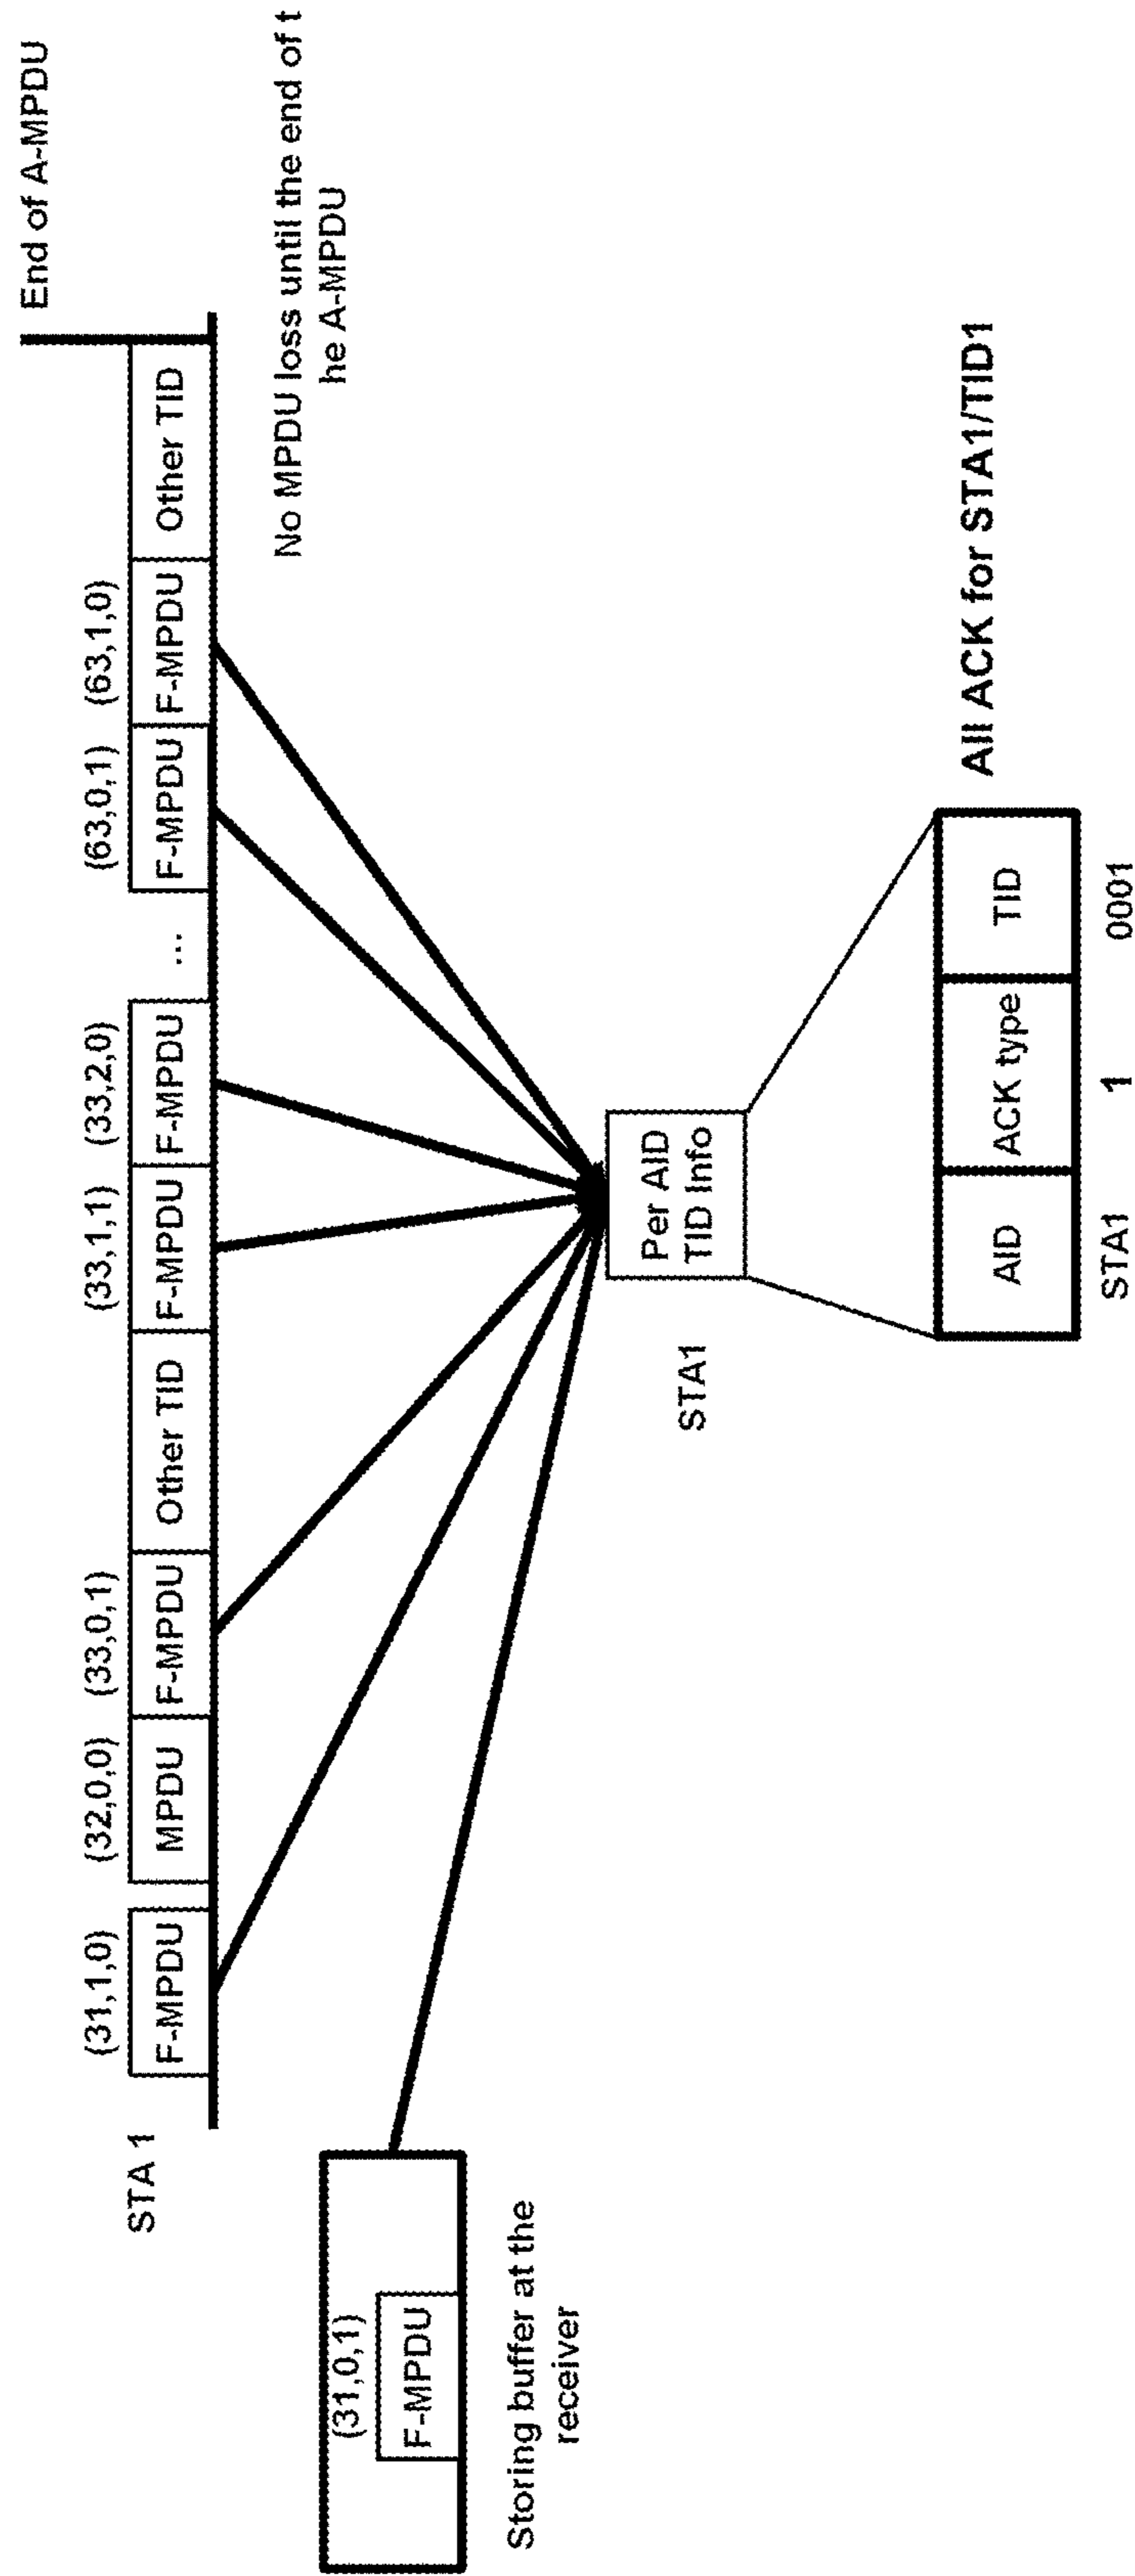 End of A-MPDU
(31,1,0)
(32,0,0)
(33,0,1)
(33,1,1)
(33,2,0)
(63,0,1)
(63,1,0)
STA 1
F-MPDU
MPDU
F-MPDU
Other TID
F-MPDU
F-MPDU
...
F-MPDU
F-MPDU
Other TID
No MPDU loss until the end of t
he A-MPDU
(31,0,1)
F-MPDU
Storing buffer at the
receiver
STA1
Per AID
TID Info
All ACK for STA1/TID1
AID
ACK type
TID
STA1
1
0001